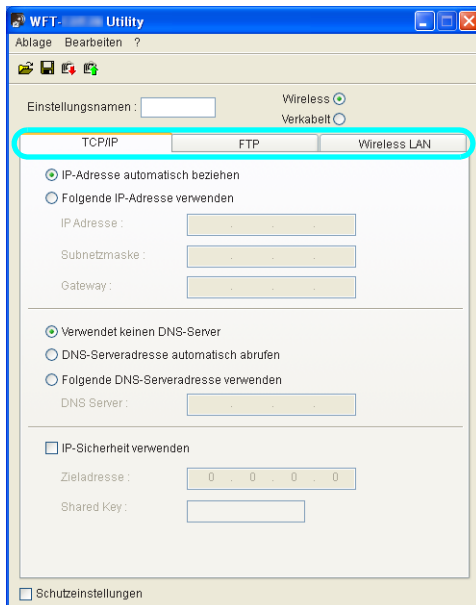 WFT- Utility
Ablage Bearbeiten ?
Einstellungsnamen :
Wireless
Verkabelt
TCP/IP FTP Wireless LAN
IP-Adresse automatisch beziehen
Folgende IP-Adresse verwenden
IP Adresse :
Subnetzmaske :
Gateway :
Verwendet keinen DNS-Server
DNS-Serveradresse automatisch abrufen
Folgende DNS-Serveradresse verwenden
DNS Server :
IP-Sicherheit verwenden
Zieladresse : 0 . 0 . 0 . 0
Shared Key :
Schutzeinstellungen